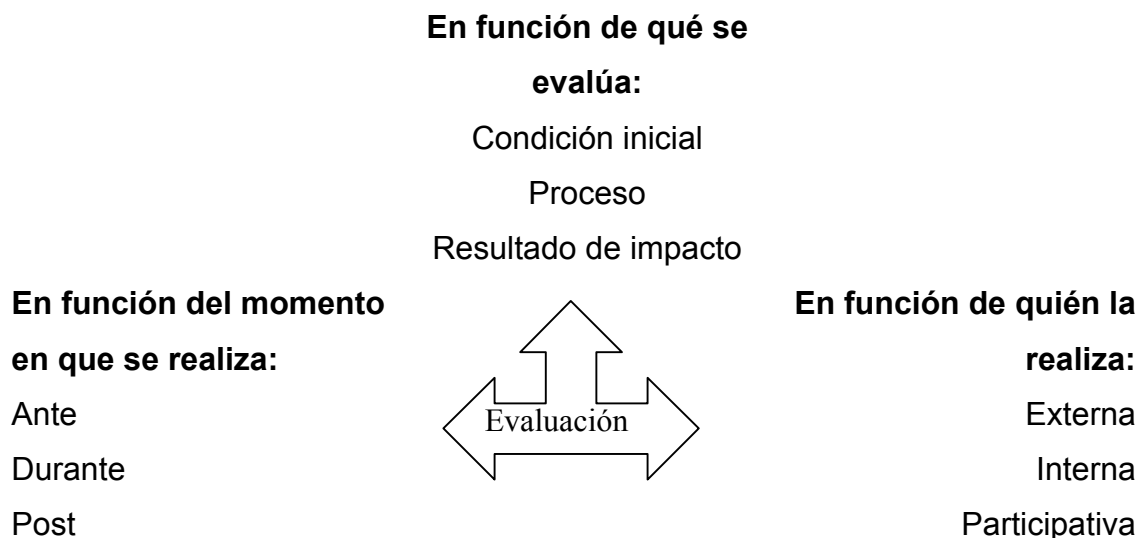 En función de qué se
evalúa:
Condición inicial
Proceso
Resultado de impacto
En función del momento
en que se realiza:
Ante
Durante
Post
Evaluación
En función de quién la
realiza:
Externa
Interna
Participativa